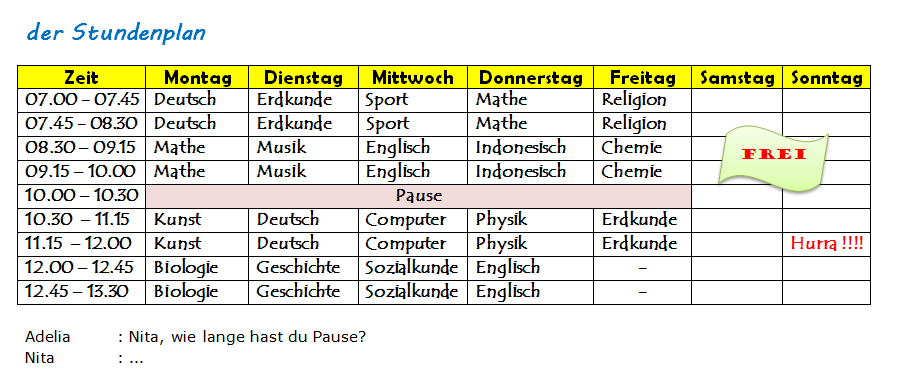 der Stundenplan
Zeit Montag Dienstag Mittwoch Donnerstag Freitag Samstag Sonntag
07.00 – 07.45 Deutsch Erdkunde Sport Mathe Religion
07.45 – 08.30 Deutsch Erdkunde Sport Mathe Religion
08.30 – 09.15 Mathe Musik Englisch Indonesisch Chemie
FREI
09.15 – 10.00 Mathe Musik Englisch Indonesisch Chemie
10.00 – 10.30 Pause
10.30 – 11.15 Kunst Deutsch Computer Physik Erdkunde
11.15 – 12.00 Kunst Deutsch Computer Physik Erdkunde Hurra !!!!
12.00 – 12.45 Biologie Geschichte Sozialkunde Englisch –
12.45 – 13.30 Biologie Geschichte Sozialkunde Englisch –
Adelia : Nita, wie lange hast du Pause?
Nita : ...